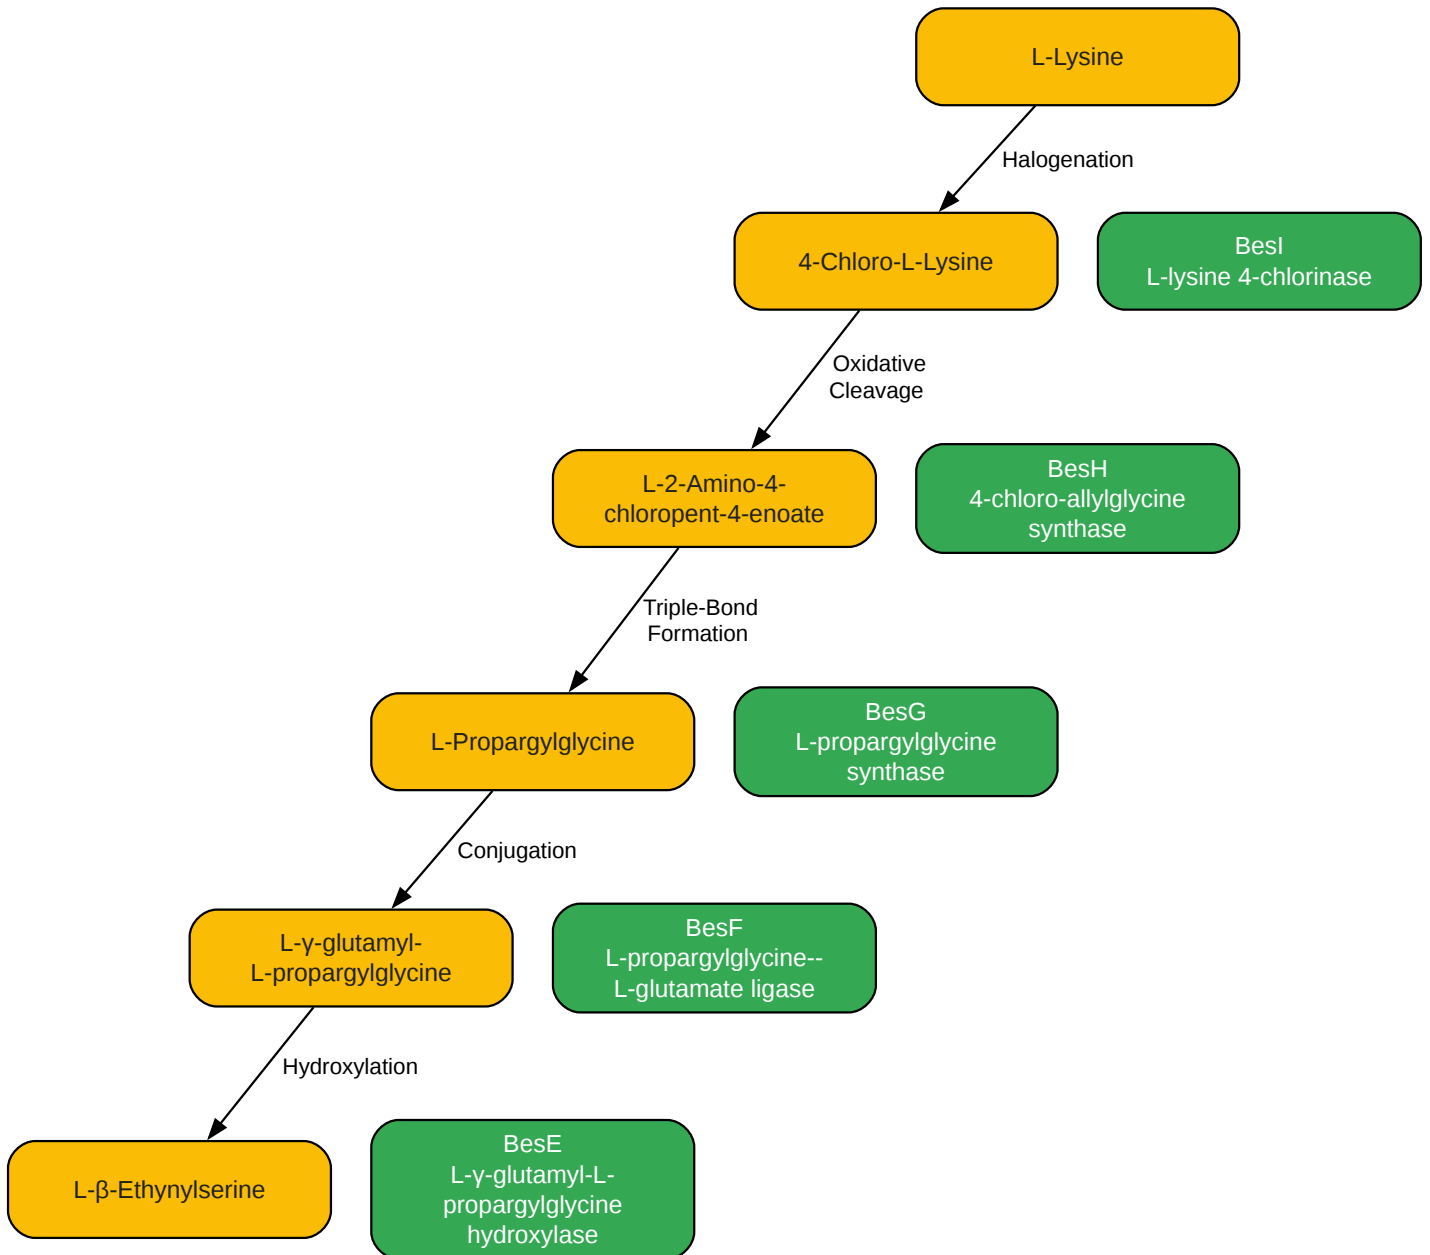 L-Lysine
Halogenation
4-Chloro-L-Lysine
BesI
L-lysine 4-chlorinase
Oxidative
Cleavage
L-2-Amino-4-
chloropent-4-enoate
BesH
4-chloro-allylglycine
synthase
Triple-Bond
Formation
L-Propargylglycine
BesG
L-propargylglycine
synthase
Conjugation
L-γ-glutamyl-
L-propargylglycine
BesF
L-propargylglycine--
L-glutamate ligase
Hydroxylation
L-β-Ethynylserine
BesE
L-γ-glutamyl-L-
propargylglycine
hydroxylase